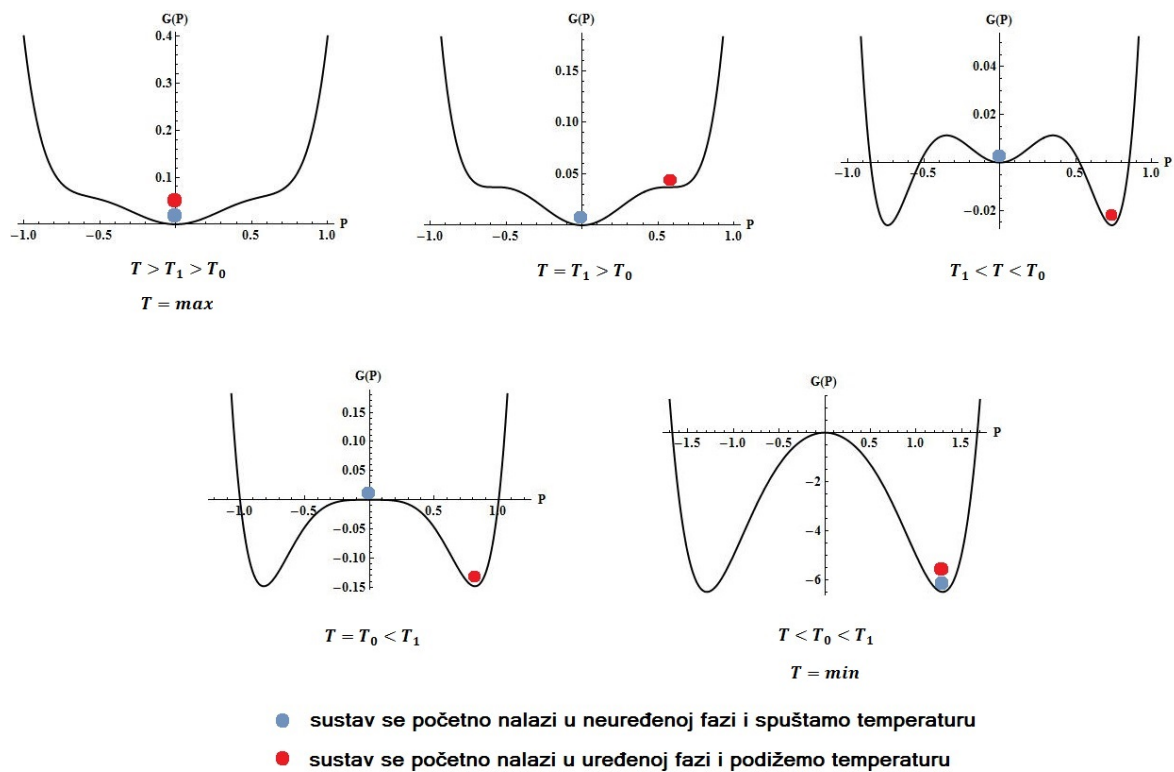 G(P)
0.4
0.3
0.2
0.1
−1.0 −0.5 0.5 1.0 P
T > T₁ > T₀
T = max
G(P)
0.15
0.10
0.05
−1.0 −0.5 0.5 1.0 P
T = T₁ > T₀
G(P)
0.04
0.02
−1.0 −0.5 0.5 1.0 P
−0.02
T₁ < T < T₀
G(P)
0.15
0.10
0.05
−1.0 −0.5 0.5 1.0 P
−0.05
−0.10
−0.15
T = T₀ < T₁
G(P)
−1.5 −1.0 −0.5 0.5 1.0 1.5 P
−2
−4
−6
T < T₀ < T₁
T = min
sustav se početno nalazi u neuređenoj fazi i spuštamo temperaturu
sustav se početno nalazi u uređenoj fazi i podižemo temperaturu